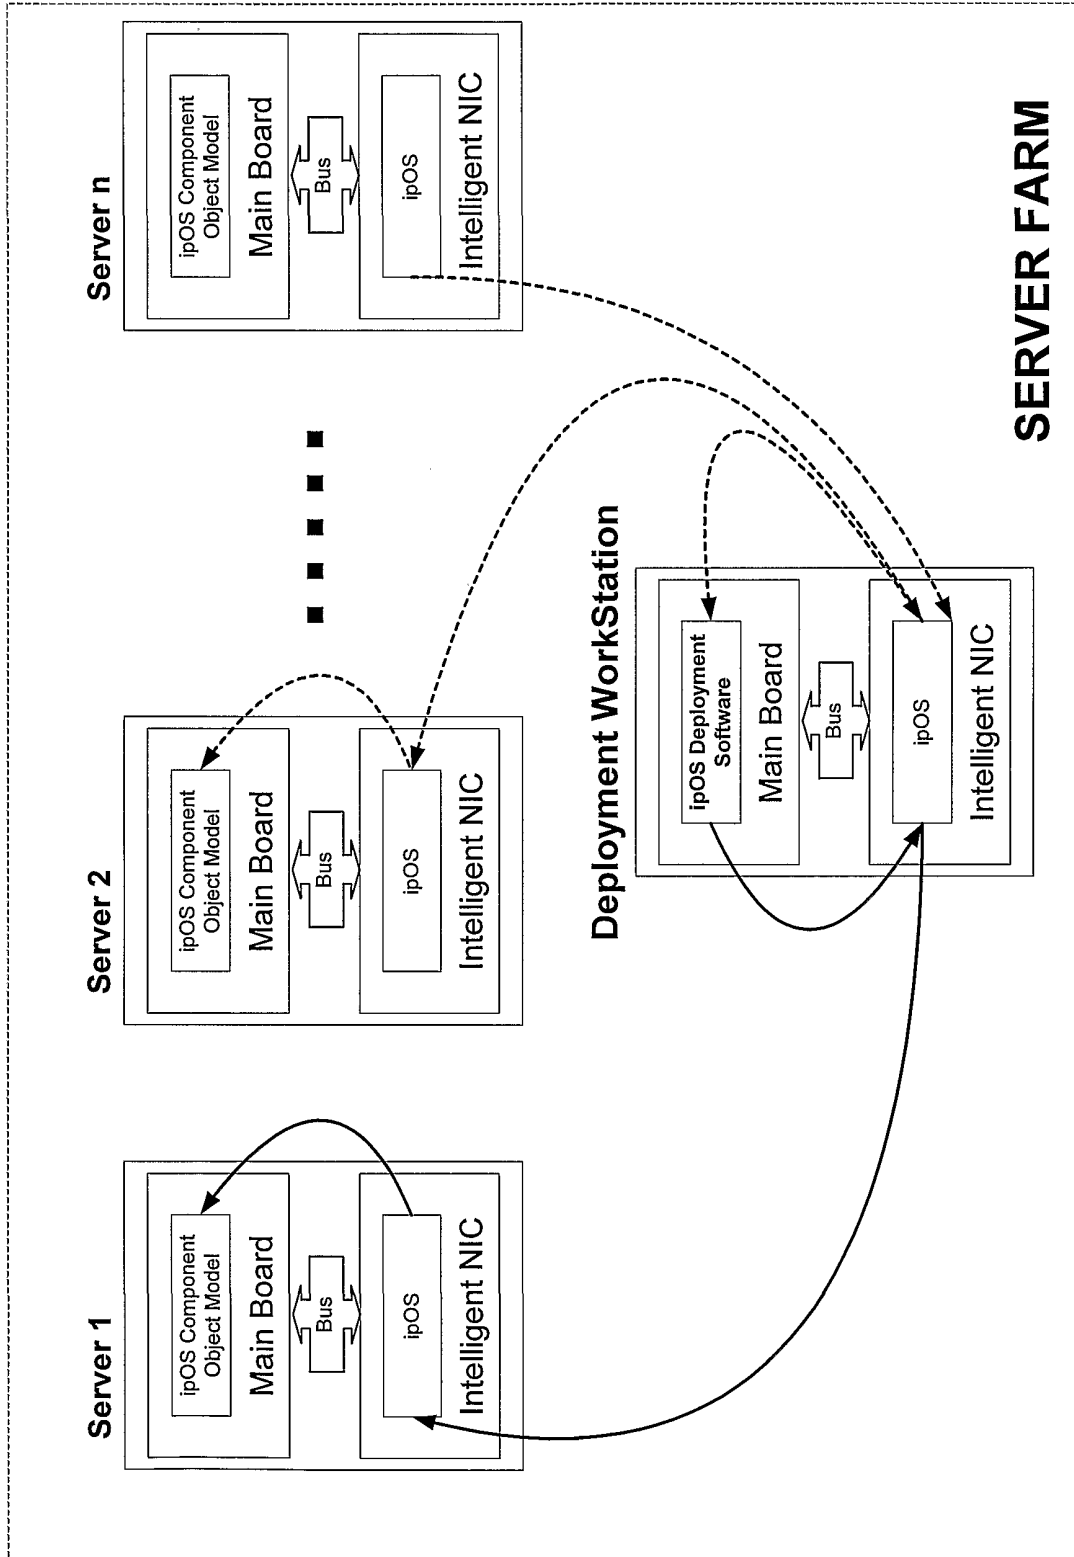 Server 1
ipOS Component
Object Model
Main Board
Bus
ipOS
Intelligent NIC
Server 2
ipOS Component
Object Model
Main Board
Bus
ipOS
Intelligent NIC
Server n
ipOS Component
Object Model
Main Board
Bus
ipOS
Intelligent NIC
Deployment WorkStation
ipOS Deployment
Software
Main Board
Bus
ipOS
Intelligent NIC
SERVER FARM